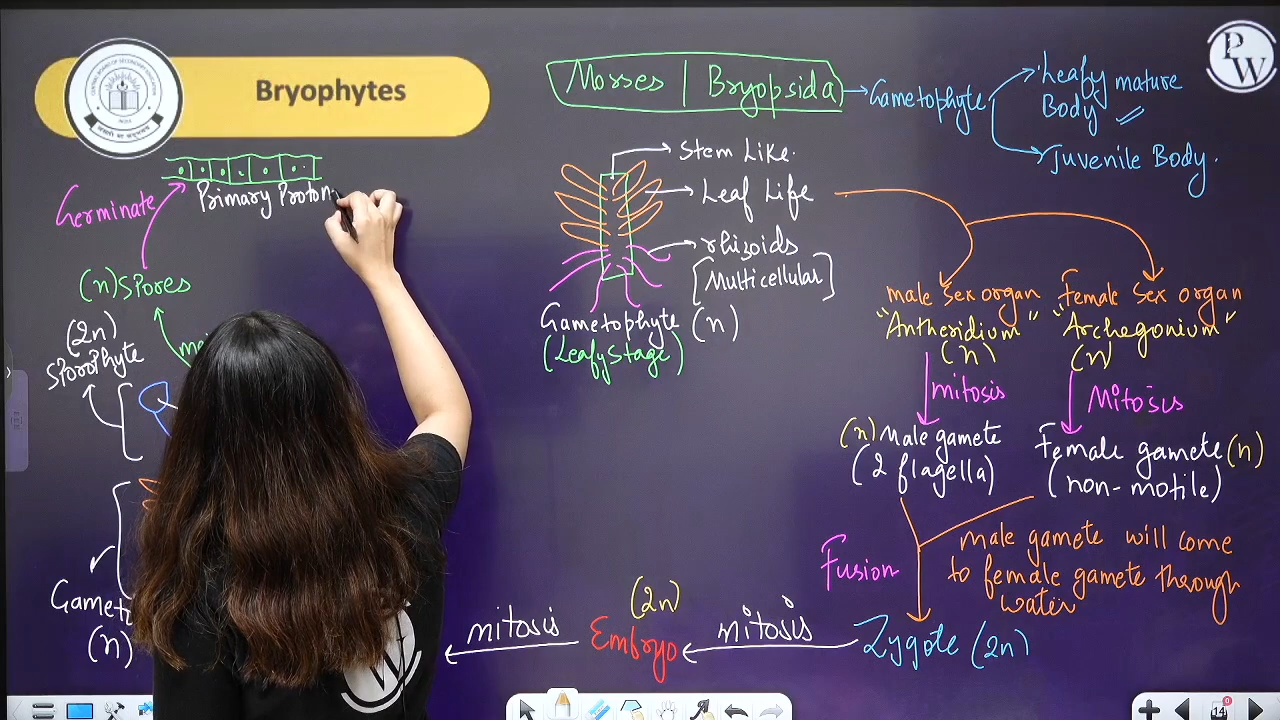 Bryophytes
Mosses | Bryopsida
Gametophyte
Leafy mature
Body
Juvenile Body.
PW
Germinate
Primary Proton
(n) Spores
(2n)
Sporophyte
Gamet
(n)
Stem Like.
Leaf Life
rhizoids
[Multicellular]
Gametophyte (n)
(Leafy Stage)
male Sex organ
"Antheridium"
(n)
Female Sex organ
"Archegonium"
(n)
mitosis
Mitosis
(n) Male gamete
(2 flagella)
Female gamete (n)
(non-motile)
Fusion
male gamete will come
to female gamete through
water
Zygote (2n)
mitosis
(2n)
Embryo
mitosis
14